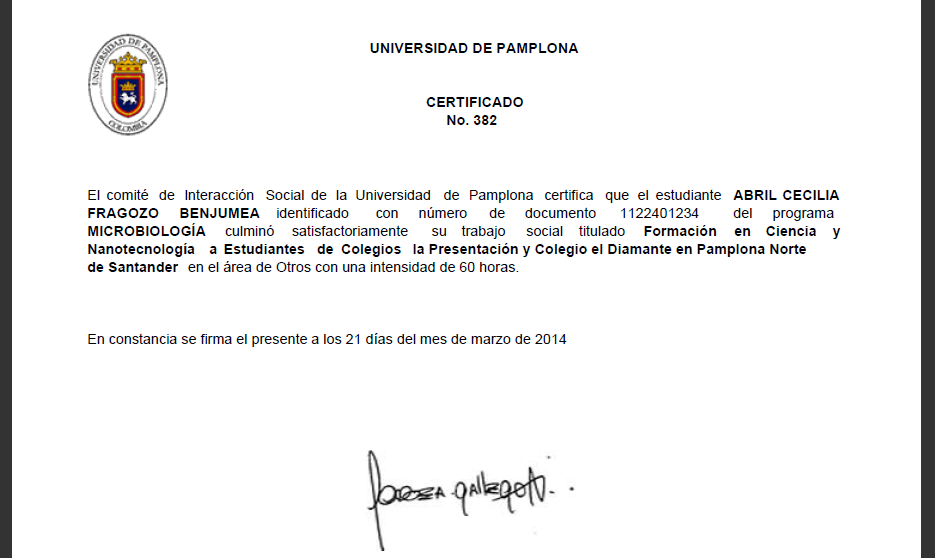 UNIVERSIDAD DE PAMPLONA
COLOMBIA
UNIVERSIDAD DE PAMPLONA
CERTIFICADO
No. 382
El comité de Interacción Social de la Universidad de Pamplona certifica que el estudiante ABRIL CECILIA
FRAGOZO BENJUMEA identificado con número de documento 1122401234 del programa
MICROBIOLOGÍA culminó satisfactoriamente su trabajo social titulado Formación en Ciencia y
Nanotecnología a Estudiantes de Colegios la Presentación y Colegio el Diamante en Pamplona Norte
de Santander en el área de Otros con una intensidad de 60 horas.
En constancia se firma el presente a los 21 días del mes de marzo de 2014